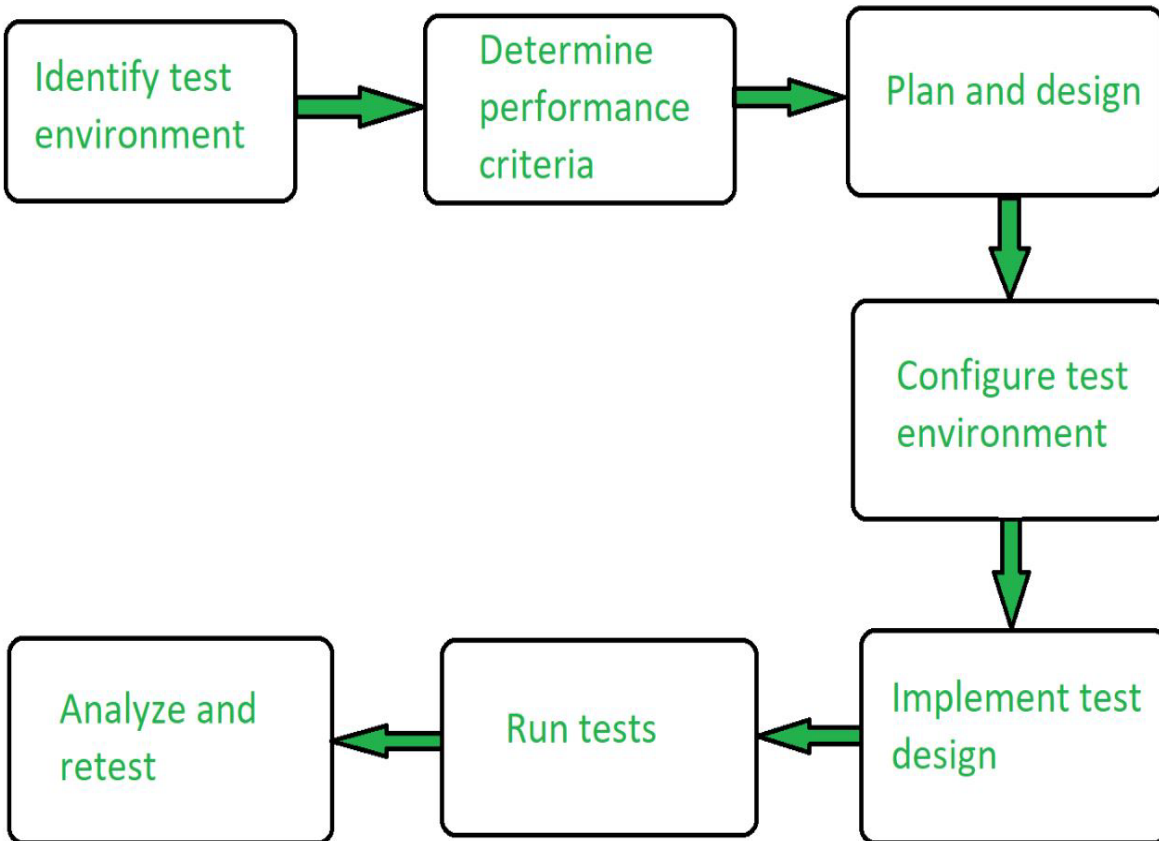 Identify test
environment
Determine
performance
criteria
Plan and design
Configure test
environment
Implement test
design
Run tests
Analyze and
retest